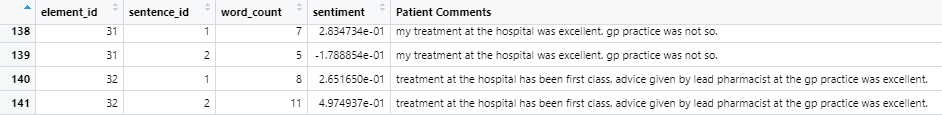 element_id sentence_id word_count sentiment Patient Comments
138 31 1 7 2.834734e-01 my treatment at the hospital was excellent. gp practice was not so.
139 31 2 5 -1.788854e-01 my treatment at the hospital was excellent. gp practice was not so.
140 32 1 8 2.651650e-01 treatment at the hospital has been first class. advice given by lead pharmacist at the gp practice was excellent.
141 32 2 11 4.974937e-01 treatment at the hospital has been first class. advice given by lead pharmacist at the gp practice was excellent.